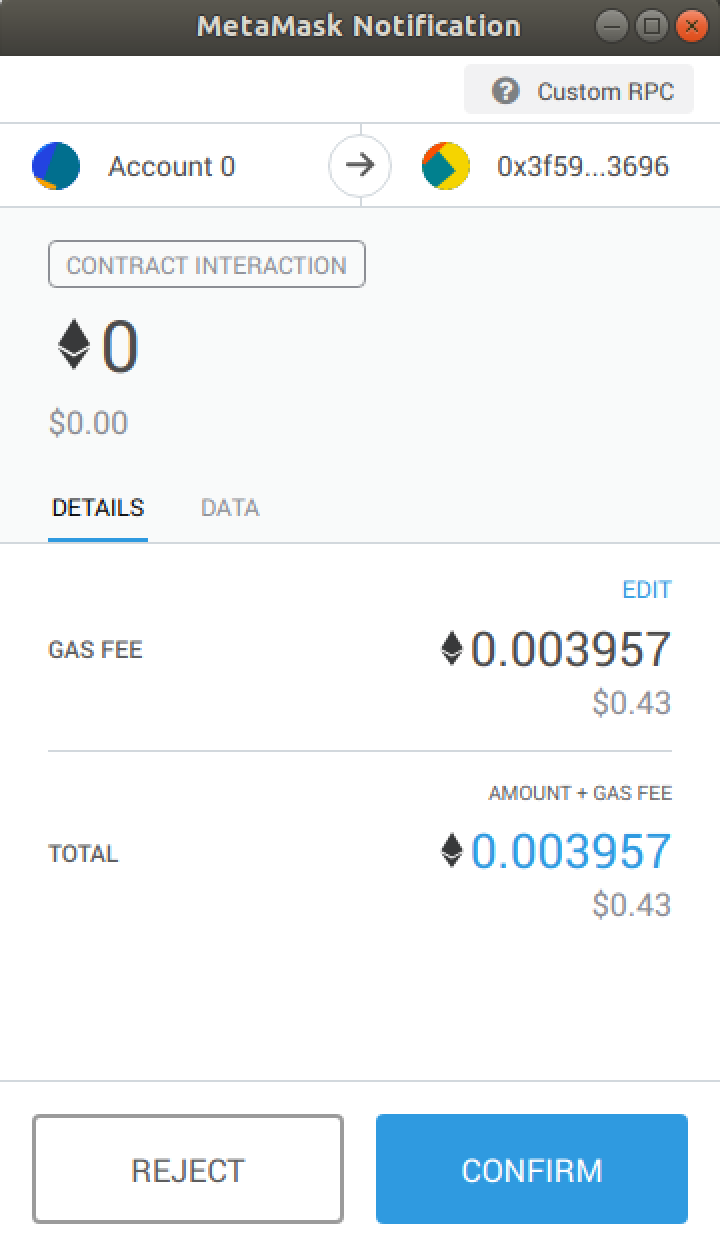 MetaMask Notification
Custom RPC
Account 0
0x3f59...3696
CONTRACT INTERACTION
0
$0.00
DETAILS DATA
EDIT
GAS FEE 0.003957
$0.43
AMOUNT + GAS FEE
TOTAL 0.003957
$0.43
REJECT CONFIRM